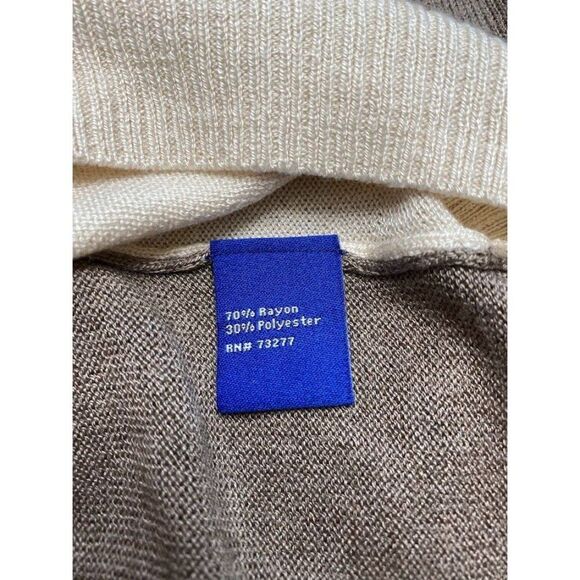 70% Rayon
30% Polyester
RN# 73277